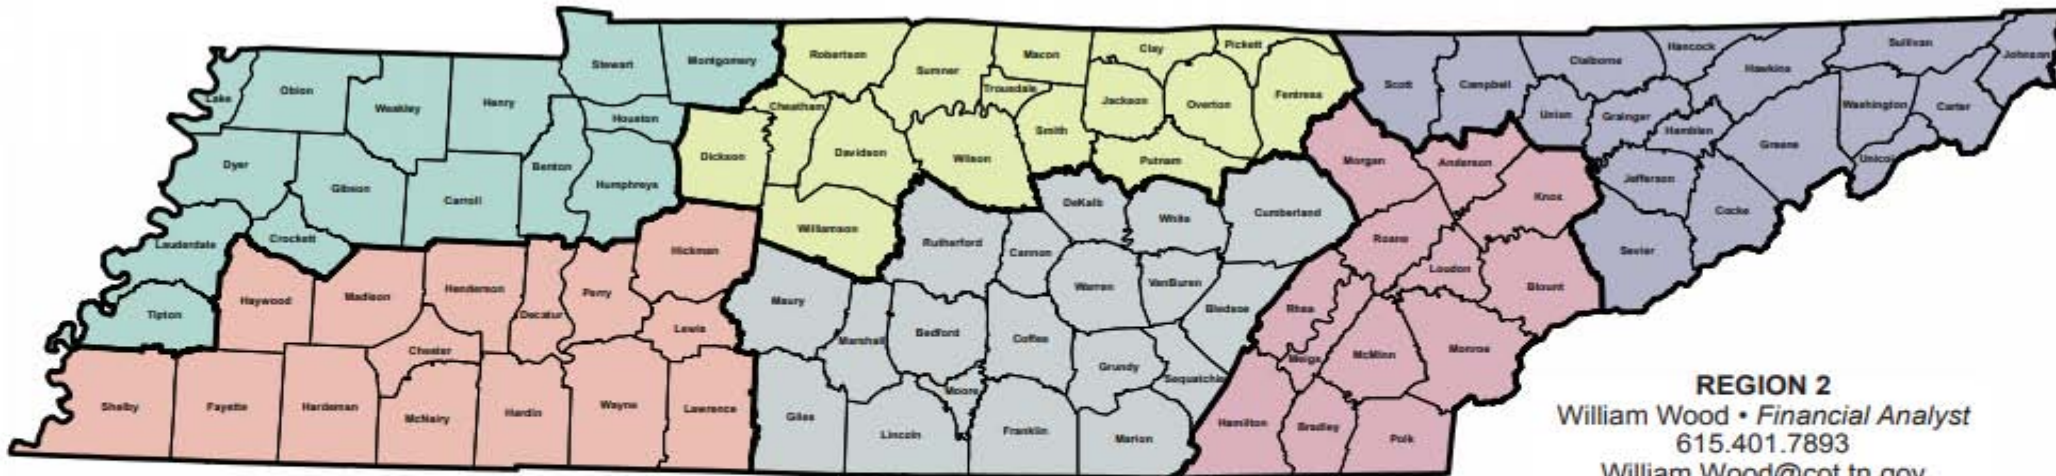 Stewart
Montgomery
Robertson
Sumner
Macon
Clay
Pickett
Scott
Campbell
Claiborne
Hancock
Hawkins
Sullivan
Johnson
Lake
Obion
Weakley
Henry
Houston
Cheatham
Trousdale
Jackson
Overton
Fentress
Union
Grainger
Hamblen
Washington
Carter
Dyer
Gibson
Carroll
Benton
Humphreys
Dickson
Davidson
Wilson
Smith
Putnam
Morgan
Anderson
Knox
Jefferson
Greene
Unicoi
Lauderdale
Crockett
Hickman
Williamson
Rutherford
Cannon
DeKalb
White
Cumberland
Roane
Loudon
Blount
Sevier
Cocke
Tipton
Haywood
Madison
Henderson
Decatur
Perry
Lewis
Maury
Marshall
Bedford
Coffee
Warren
VanBuren
Bledsoe
Rhea
Meigs
McMinn
Monroe
Shelby
Fayette
Hardeman
Chester
McNairy
Hardin
Wayne
Lawrence
Giles
Lincoln
Moore
Franklin
Grundy
Sequatchie
Marion
Hamilton
Bradley
Polk
REGION 2
William Wood • Financial Analyst
615.401.7893
William.Wood@cot.tn.gov